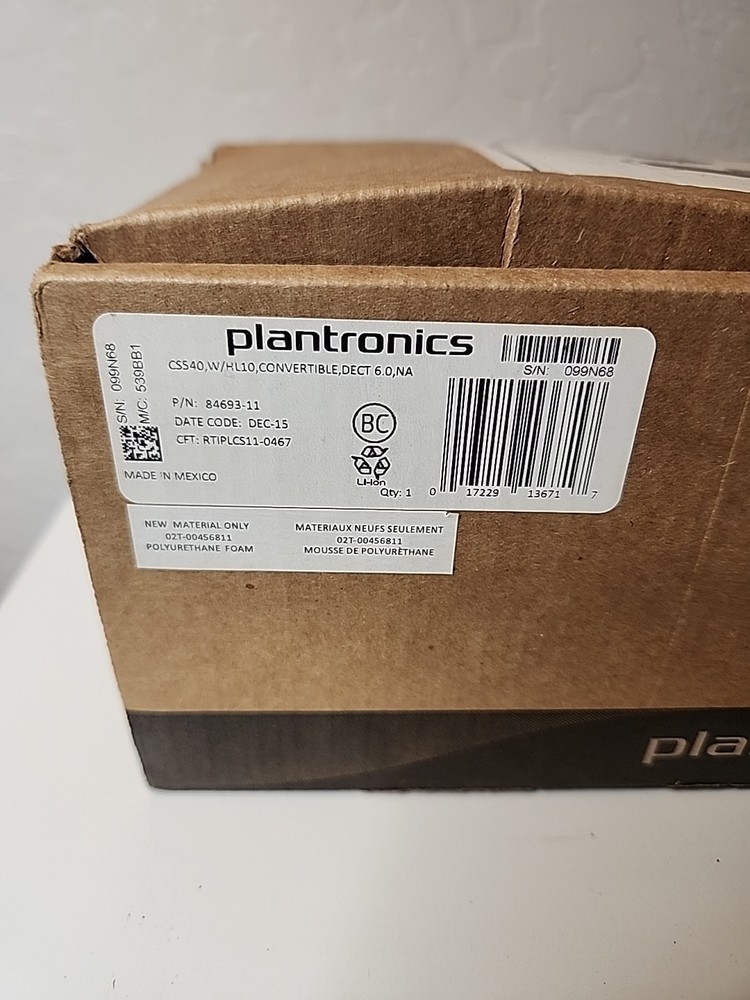 plantronics
CS540,W/HL10,CONVERTIBLE,DECT 6.0,NA
S/N: 099N68
S/N: 099N68
M/C: 539BB1
P/N: 84693-11
DATE CODE: DEC-15
CFT: RTIPLCS11-0467
BC
Li-ion
Qty: 1
0 17229 13671 7
MADE IN MEXICO
NEW MATERIAL ONLY
02T-00456811
POLYURETHANE FOAM
MATERIAUX NEUFS SEULEMENT
02T-00456811
MOUSSE DE POLYURÈTHANE
pla